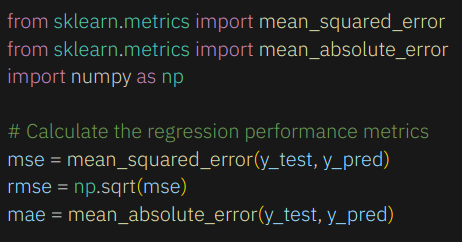 from sklearn.metrics import mean_squared_error
from sklearn.metrics import mean_absolute_error
import numpy as np
# Calculate the regression performance metrics
mse = mean_squared_error(y_test, y_pred)
rmse = np.sqrt(mse)
mae = mean_absolute_error(y_test, y_pred)